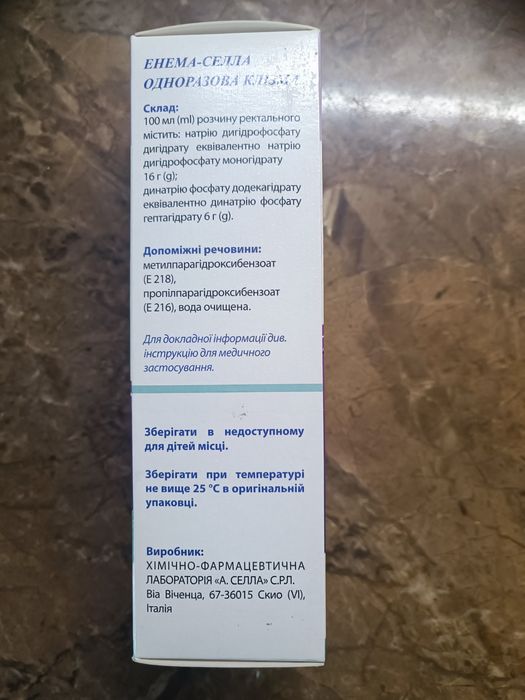 ЕНЕМА-СЕЛЛА
ОДНОРАЗОВА КЛІЗМА
Склад:
100 мл (ml) розчину ректального
містить: натрію дигідрофосфату
дигідрату еквівалентно натрію
дигідрофосфату моногідрату
16 г (g);
динатрію фосфату додекагідрату
еквівалентно динатрію фосфату
гептагідрату 6 г (g).
Допоміжні речовини:
метилпарагідроксибензоат
(Е 218),
пропілпарагідроксибензоат
(Е 216), вода очищена.
Для докладної інформації див.
інструкцію для медичного
застосування.
Зберігати в недоступному
для дітей місці.
Зберігати при температурі
не вище 25 °С в оригінальній
упаковці.
Виробник:
ХІМІЧНО-ФАРМАЦЕВТИЧНА
ЛАБОРАТОРІЯ «А. СЕЛЛА» С.Р.Л.
Віа Віченца, 67-36015 Скио (VI),
Італія